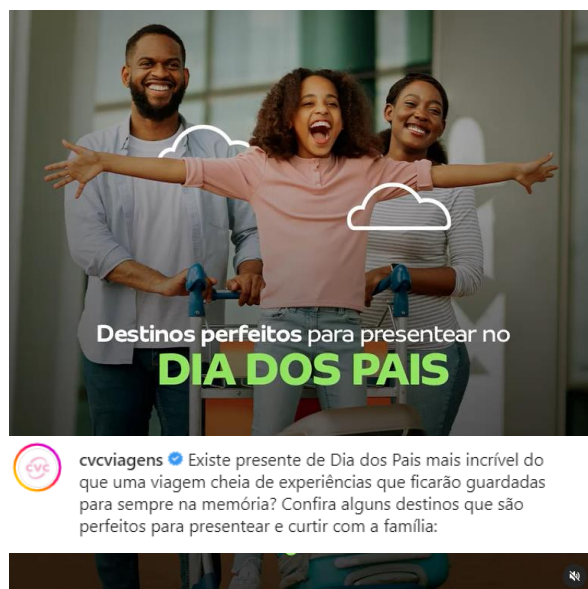 Destinos perfeitos para presentear no
DIA DOS PAIS
CVC
cvcviagens Existe presente de Dia dos Pais mais incrível do
que uma viagem cheia de experiências que ficarão guardadas
para sempre na memória? Confira alguns destinos que são
perfeitos para presentear e curtir com a família: